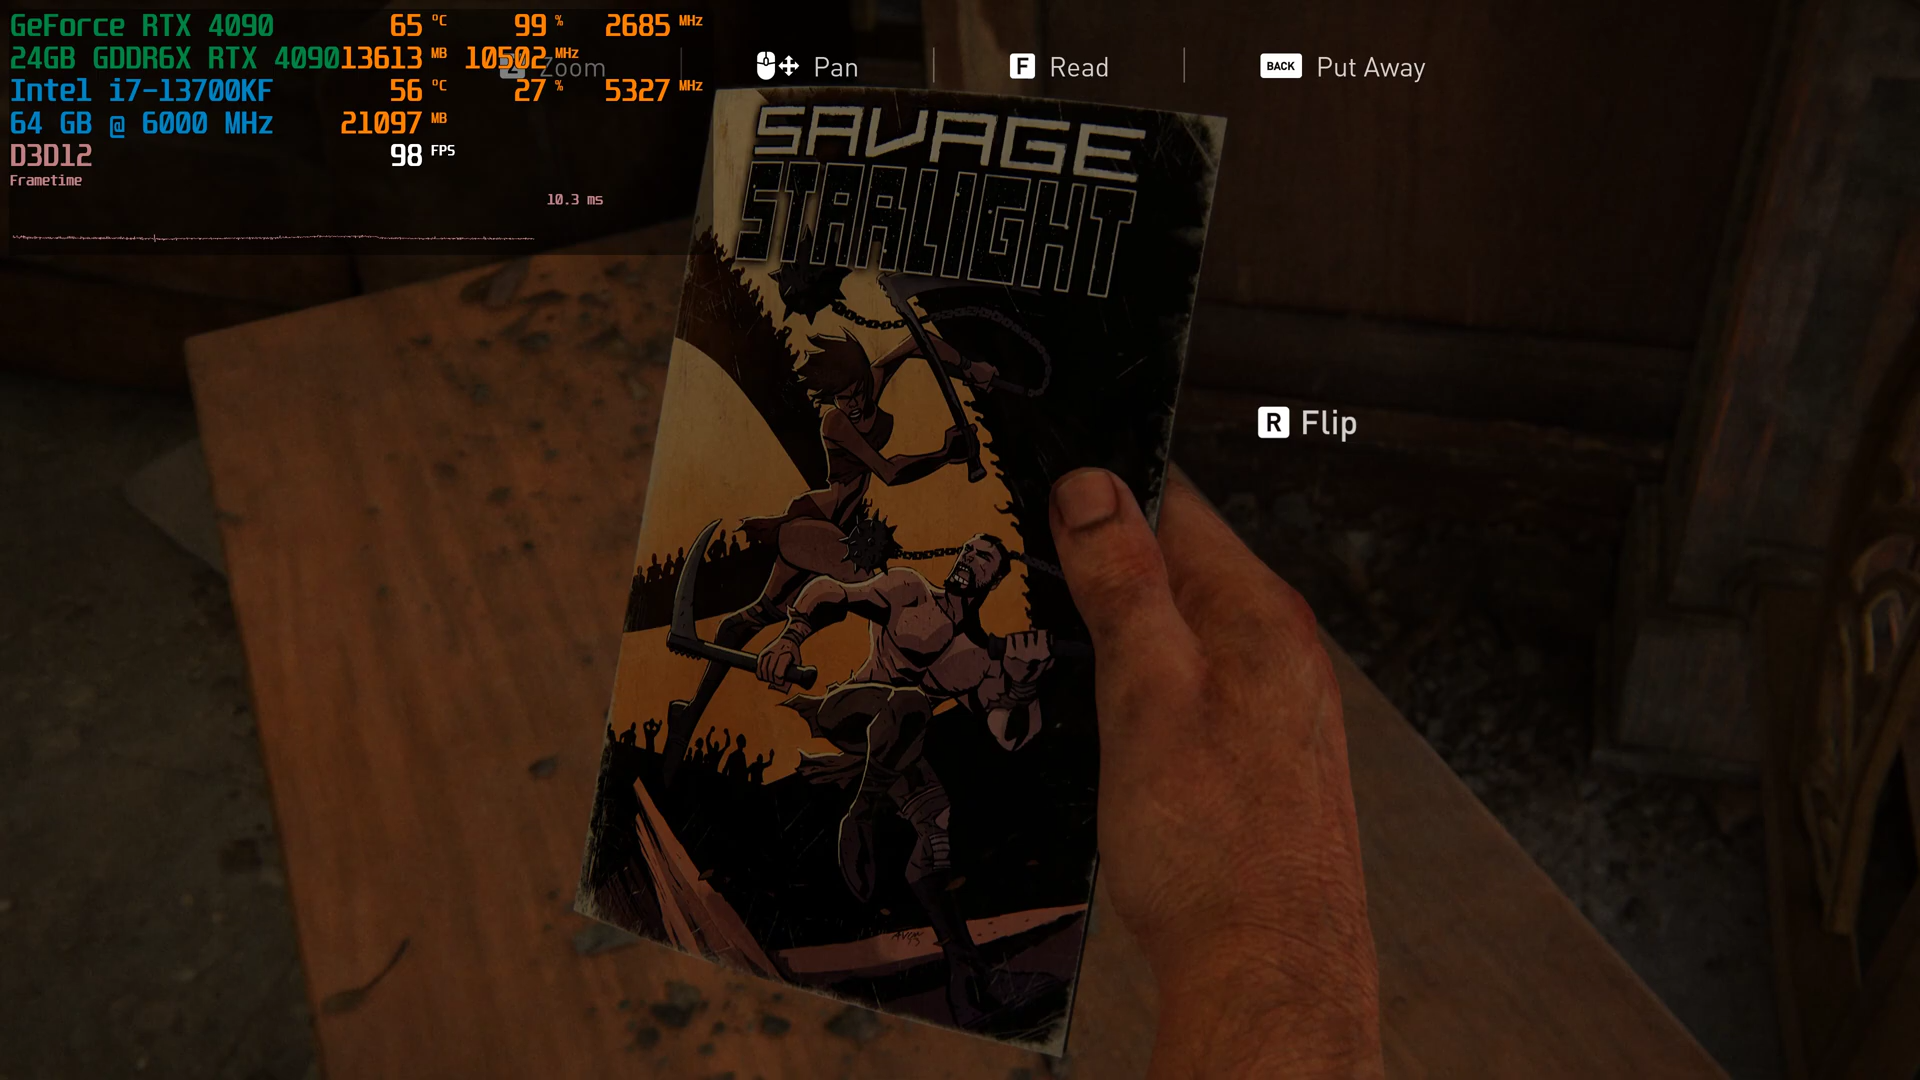 GeForce RTX 4090 65 °C 99 % 2685 MHz
24GB GDDR6X RTX 4090 13613 MB 10502 MHz
Intel i7-13700KF 56 °C 27 % 5327 MHz
64 GB @ 6000 MHz 21097 MB
D3D12 98 FPS
Frametime
10.3 ms
Z Zoom
Pan
F Read
BACK Put Away
SAVAGE
STARLIGHT
R Flip